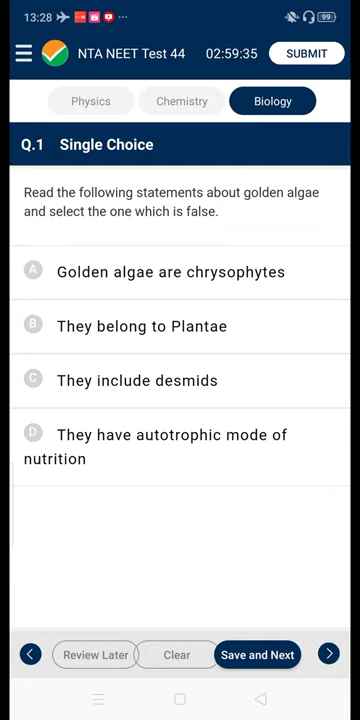 13:28
99
NTA NEET Test 44 02:59:35 SUBMIT
Physics Chemistry Biology
Q.1 Single Choice
Read the following statements about golden algae
and select the one which is false.
A Golden algae are chrysophytes
B They belong to Plantae
C They include desmids
D They have autotrophic mode of
nutrition
Review Later Clear Save and Next